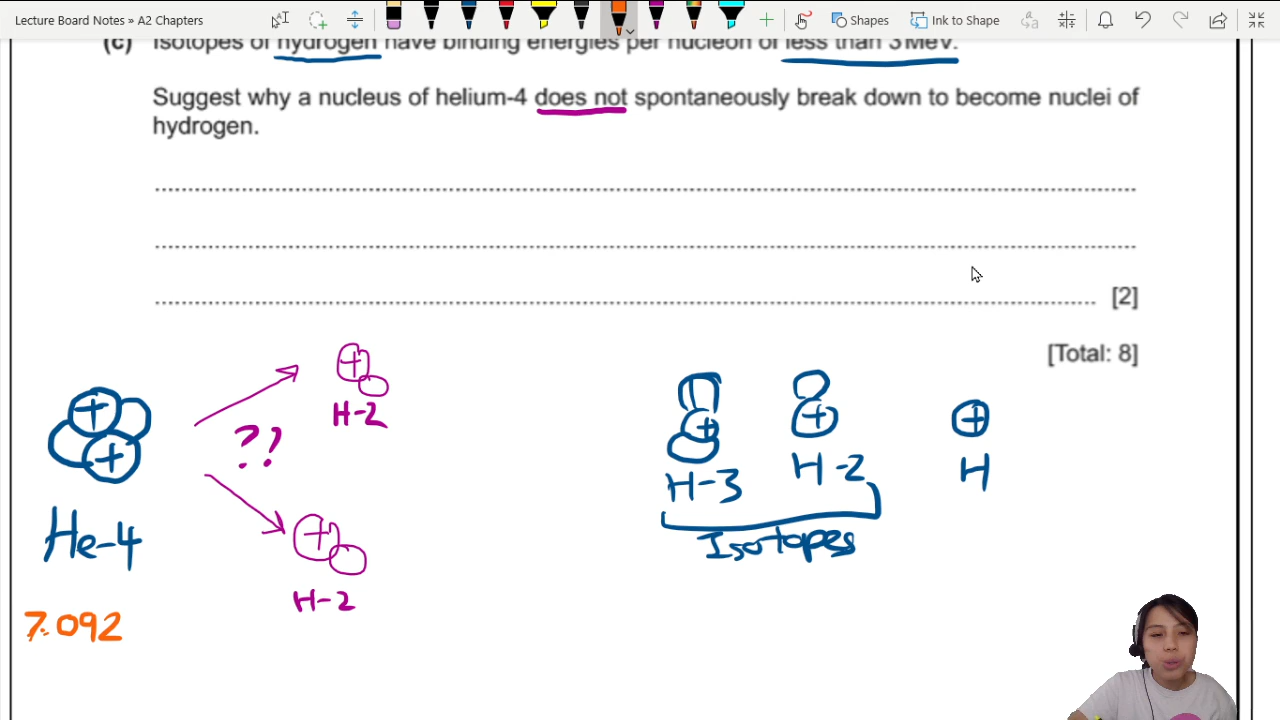 Lecture Board Notes » A2 Chapters
Shapes
Ink to Shape
(c) Isotopes of hydrogen have binding energies per nucleon of less than 3 MeV.
Suggest why a nucleus of helium-4 does not spontaneously break down to become nuclei of
hydrogen.
[2]
[Total: 8]
+
H-2
+
+
??
+
H-2
He-4
7.092
+
+
+
H-3
H-2
H
Isotopes